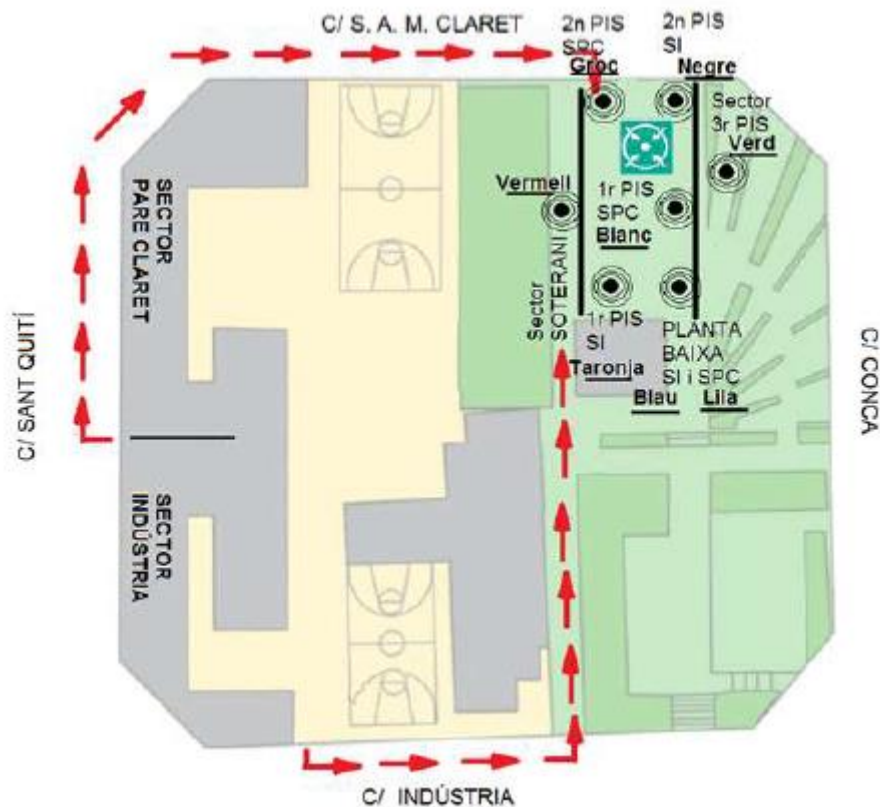 C/ S. A. M. CLARET
2n PIS
SPC
Groc
2n PIS
SI
Negre
Sector
3r PIS
Verd
Vermell
1r PIS
SPC
Blanc
Sector
SOTERANI
1r PIS
SI
Taronja
PLANTA
BAIXA
SI i SPC
Blau
Lila
SECTOR
PARE CLARET
SECTOR
INDÚSTRIA
C/ SANT QUITÍ
C/ CONCA
C/ INDÚSTRIA